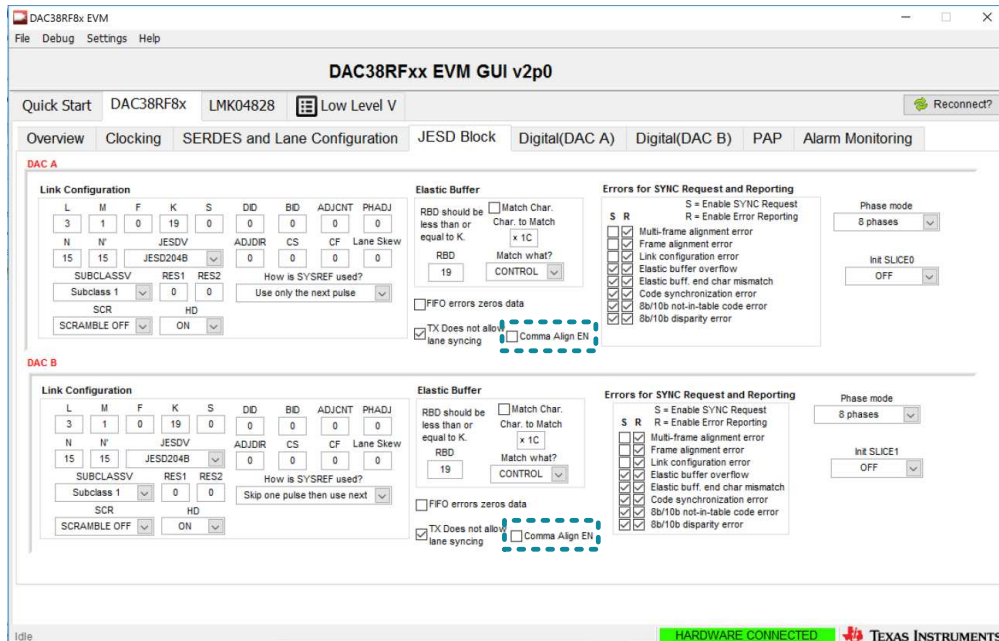 DAC38RF8x EVM
File Debug Settings Help
DAC38RFxx EVM GUI v2p0
Quick Start DAC38RF8x LMK04828 Low Level V Reconnect?
Overview Clocking SERDES and Lane Configuration JESD Block Digital(DAC A) Digital(DAC B) PAP Alarm Monitoring
DAC A
Link Configuration
L M F K S DID BID ADJCNT PHADJ
3 1 0 19 0 0 0 0 0
N N' JESDV ADJDIR CS CF Lane Skew
15 15 JESD204B 0 0 0 0
SUBCLASSV RES1 RES2 How is SYSREF used?
Subclass 1 0 0 Use only the next pulse
SCR HD
SCRAMBLE OFF ON
Elastic Buffer
RBD should be less than or equal to K.
Match Char.
Char. to Match
x 1C
RBD Match what?
19 CONTROL
FIFO errors zeros data
TX Does not allow lane syncing
Comma Align EN
Errors for SYNC Request and Reporting
S = Enable SYNC Request
S R R = Enable Error Reporting
Multi-frame alignment error
Frame alignment error
Link configuration error
Elastic buffer overflow
Elastic buff. end char mismatch
Code synchronization error
8b/10b not-in-table code error
8b/10b disparity error
Phase mode
8 phases
Init SLICE0
OFF
DAC B
Link Configuration
L M F K S DID BID ADJCNT PHADJ
3 1 0 19 0 0 0 0 0
N N' JESDV ADJDIR CS CF Lane Skew
15 15 JESD204B 0 0 0 0
SUBCLASSV RES1 RES2 How is SYSREF used?
Subclass 1 0 0 Skip one pulse then use next
SCR HD
SCRAMBLE OFF ON
Elastic Buffer
RBD should be less than or equal to K.
Match Char.
Char. to Match
x 1C
RBD Match what?
19 CONTROL
FIFO errors zeros data
TX Does not allow lane syncing
Comma Align EN
Errors for SYNC Request and Reporting
S = Enable SYNC Request
S R R = Enable Error Reporting
Multi-frame alignment error
Frame alignment error
Link configuration error
Elastic buffer overflow
Elastic buff. end char mismatch
Code synchronization error
8b/10b not-in-table code error
8b/10b disparity error
Phase mode
8 phases
Init SLICE1
OFF
Idle HARDWARE CONNECTED TEXAS INSTRUMENTS